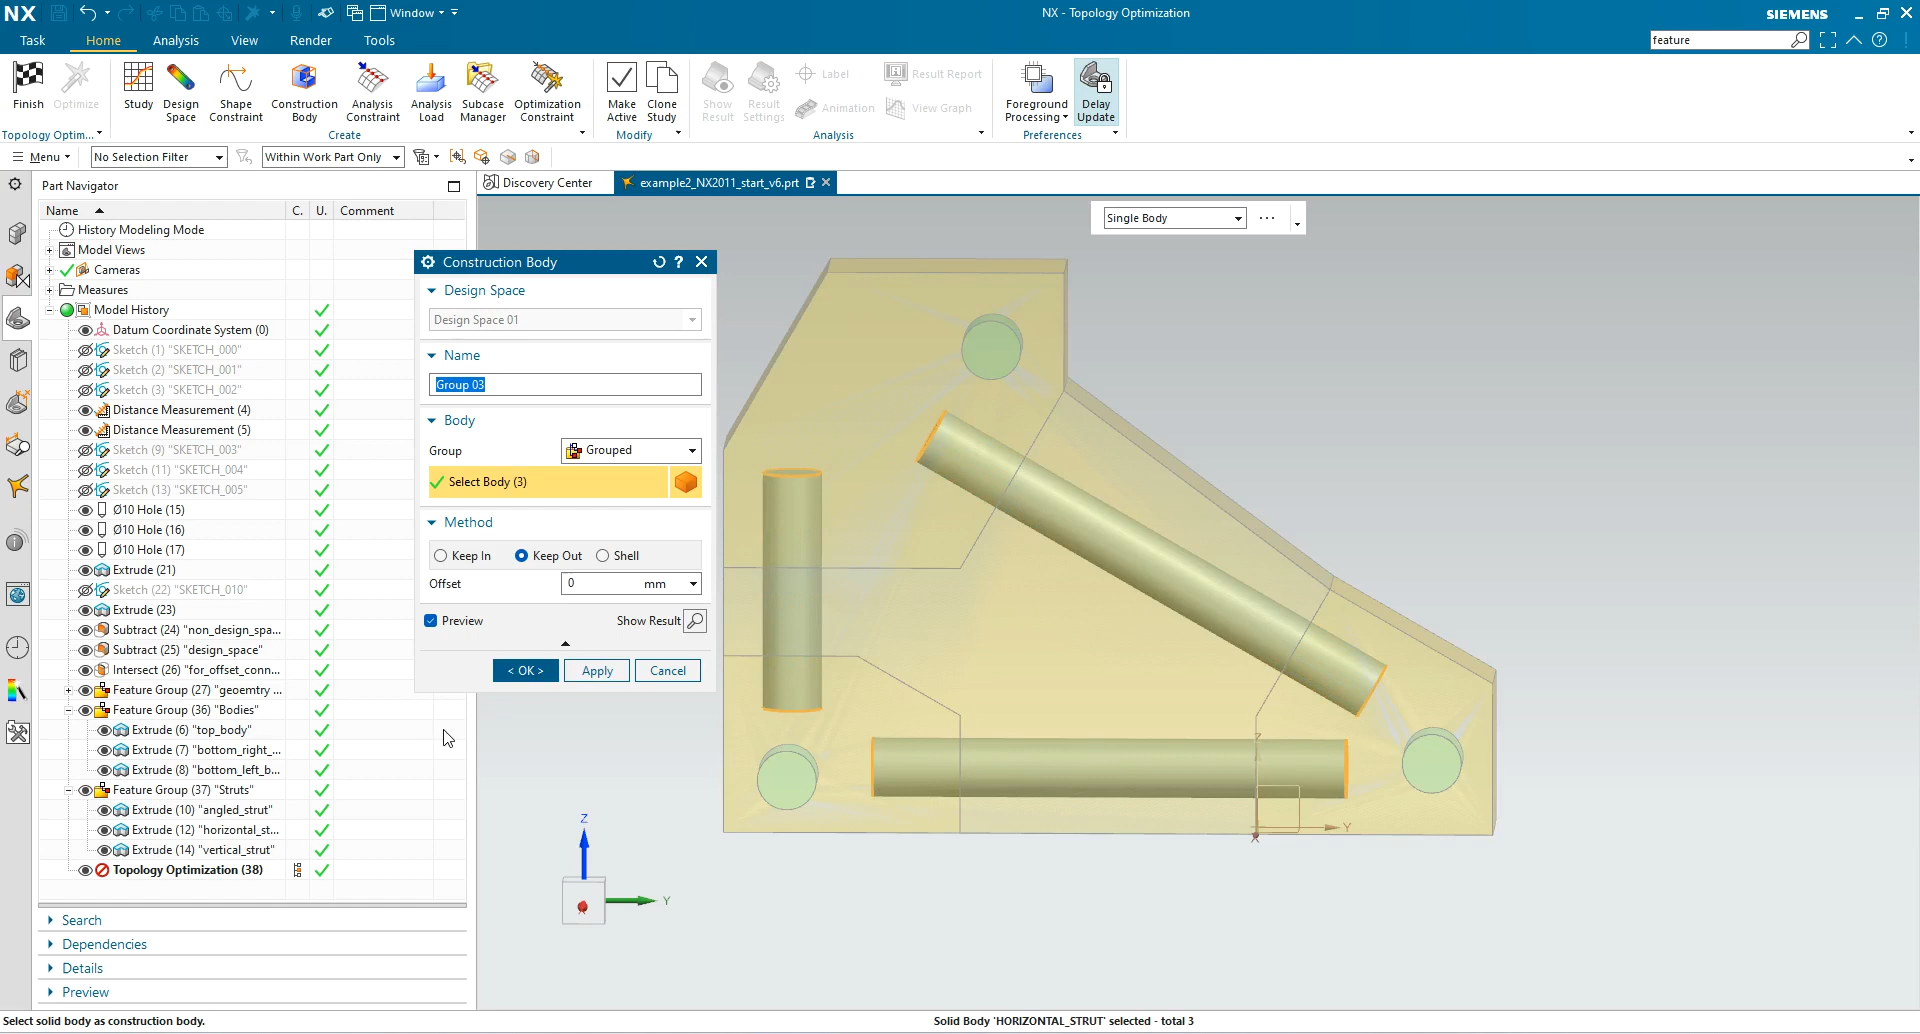 NX
Window
NX - Topology Optimization
SIEMENS
Task
Home
Analysis
View
Render
Tools
feature
Finish
Optimize
Study
Design Space
Shape Constraint
Construction Body
Analysis Constraint
Analysis Load
Subcase Manager
Optimization Constraint
Make Active
Clone Study
Show Result
Result Settings
Label
Animation
Result Report
View Graph
Foreground Processing
Delay Update
Topology Optim...
Create
Modify
Analysis
Preferences
Menu
No Selection Filter
Within Work Part Only
Part Navigator
Discovery Center
example2_NX2011_start_v6.prt
Name
C.
U.
Comment
Single Body
History Modeling Mode
Model Views
Cameras
Measures
Model History
Datum Coordinate System (0)
Sketch (1) "SKETCH_000"
Sketch (2) "SKETCH_001"
Sketch (3) "SKETCH_002"
Distance Measurement (4)
Distance Measurement (5)
Sketch (9) "SKETCH_003"
Sketch (11) "SKETCH_004"
Sketch (13) "SKETCH_005"
Ø10 Hole (15)
Ø10 Hole (16)
Ø10 Hole (17)
Extrude (21)
Sketch (22) "SKETCH_010"
Extrude (23)
Subtract (24) "non_design_spa...
Subtract (25) "design_space"
Intersect (26) "for_offset_conn...
Feature Group (27) "geoemtry ...
Feature Group (36) "Bodies"
Extrude (6) "top_body"
Extrude (7) "bottom_right_...
Extrude (8) "bottom_left_b...
Feature Group (37) "Struts"
Extrude (10) "angled_strut"
Extrude (12) "horizontal_st...
Extrude (14) "vertical_strut"
Topology Optimization (38)
Search
Dependencies
Details
Preview
Construction Body
Design Space
Design Space 01
Name
Group 03
Body
Group
Grouped
Select Body (3)
Method
Keep In
Keep Out
Shell
Offset
0
mm
Preview
Show Result
< OK >
Apply
Cancel
Z
Y
X
Z
Y
Select solid body as construction body.
Solid Body 'HORIZONTAL_STRUT' selected - total 3